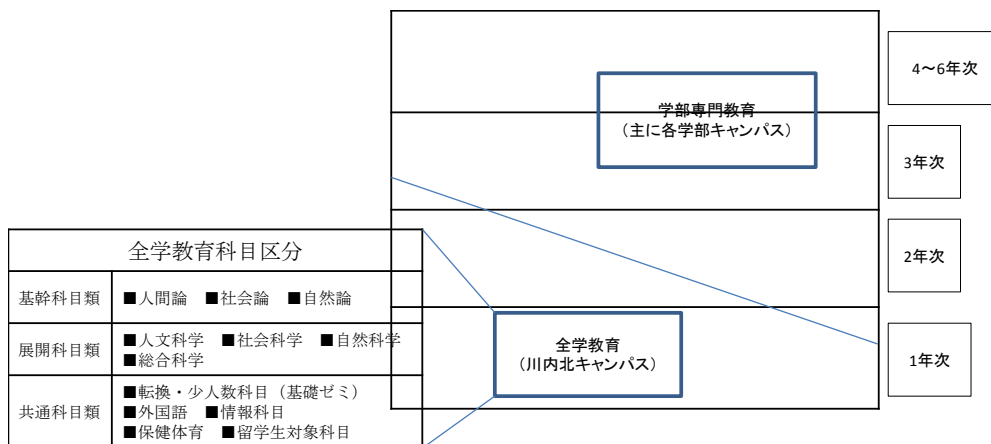 4～6年次
学部専門教育
（主に各学部キャンパス）
3年次
2年次
全学教育科目区分
基幹科目類
■人間論　■社会論　■自然論
展開科目類
■人文科学　■社会科学　■自然科学
■総合科学
全学教育
（川内北キャンパス）
1年次
共通科目類
■転換・少人数科目（基礎ゼミ）
■外国語　■情報科目
■保健体育　■留学生対象科目